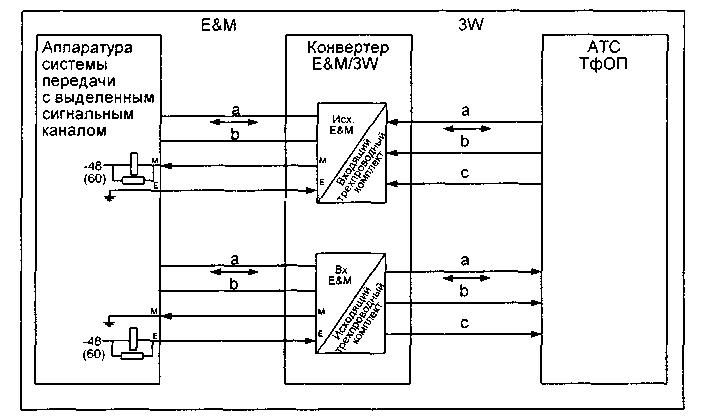 E&M
3W
Аппаратура
системы
передачи
с выделенным
сигнальным
каналом
Конвертер
E&M/3W
АТС
ТфОП
a
b
Исх.
E&M
M
E
Входящий
трехпроводный
комплект
a
b
c
-48
(60)
M
E
a
b
Вх
E&M
M
E
Исходящий
трехпроводный
комплект
a
b
c
M
-48
(60)
E